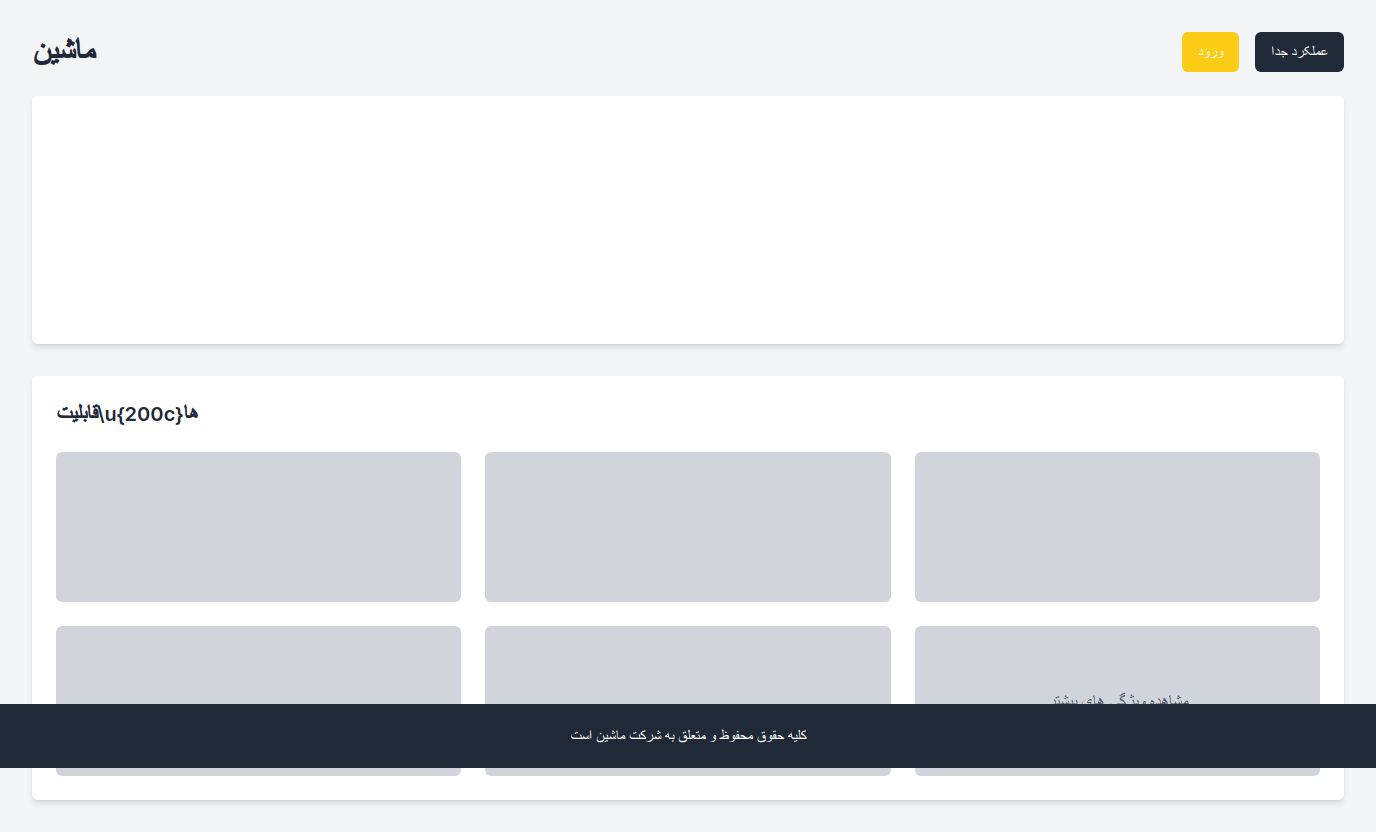 ماشین
ورود
عملکرد جدا
قابلیت\u{200c}ها
مشاهده ویژگی های بیشتر
کلیه حقوق محفوظ و متعلق به شرکت ماشین است